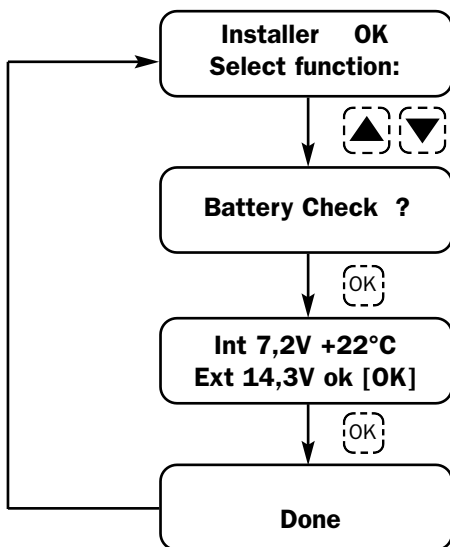 Installer OK
Select function:
Battery Check ?
OK
Int 7,2V +22°C
Ext 14,3V ok [OK]
OK
Done